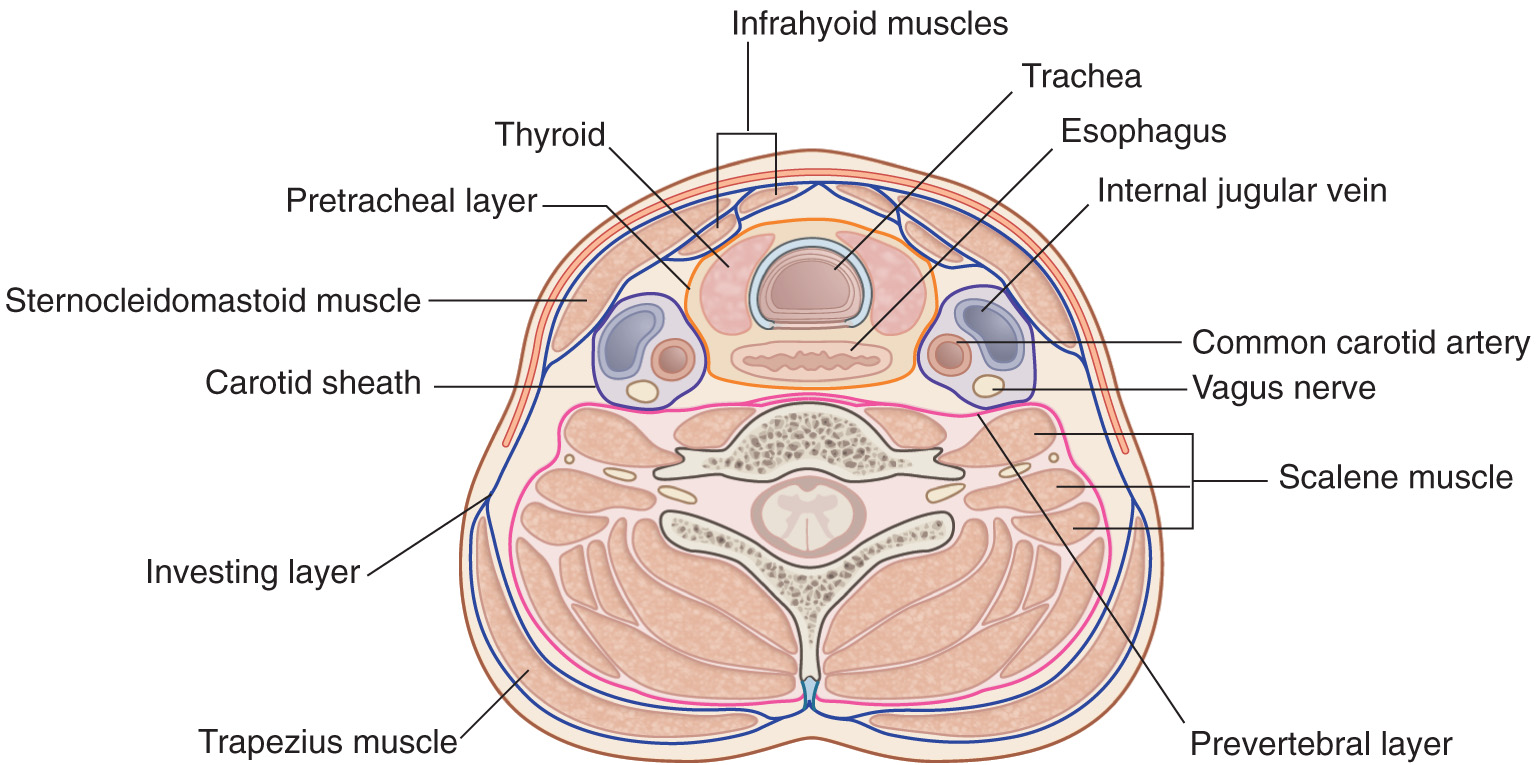 Infrahyoid muscles
Trachea
Thyroid
Esophagus
Pretracheal layer
Internal jugular vein
Sternocleidomastoid muscle
Common carotid artery
Carotid sheath
Vagus nerve
Scalene muscle
Investing layer
Trapezius muscle
Prevertebral layer